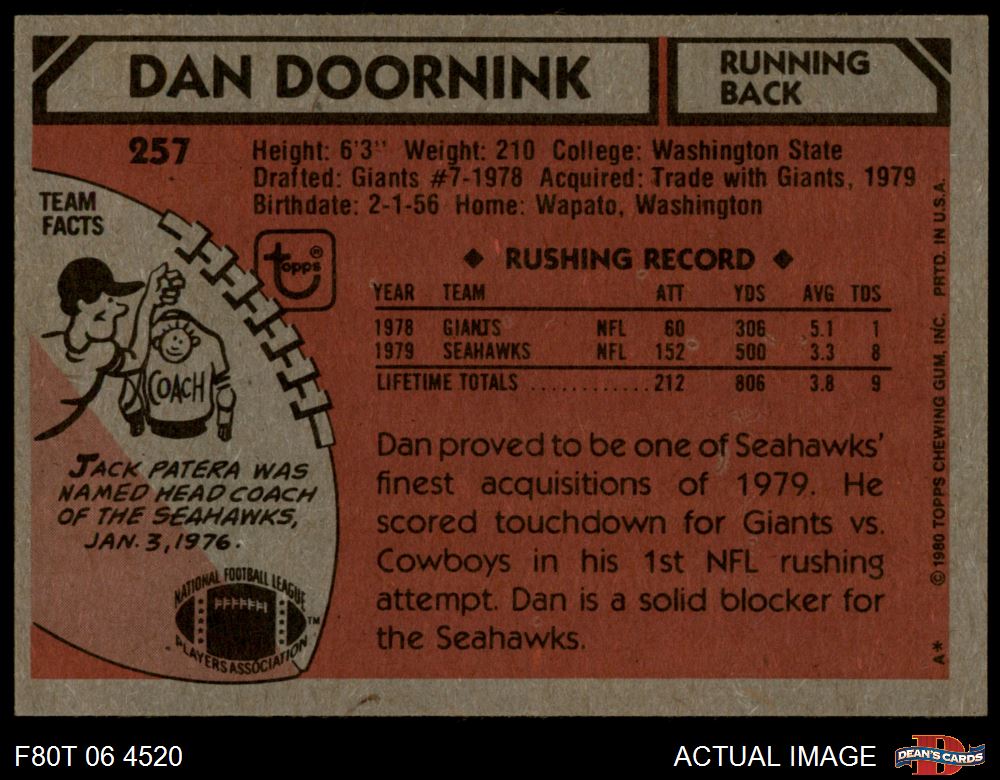 DAN DOORNINK
RUNNING
BACK
257
Height: 6'3" Weight: 210 College: Washington State
Drafted: Giants #7-1978 Acquired: Trade with Giants, 1979
Birthdate: 2-1-56 Home: Wapato, Washington
TEAM
FACTS
topps®
COACH
JACK PATERA WAS
NAMED HEAD COACH
OF THE SEAHAWKS,
JAN. 3, 1976.
NATIONAL FOOTBALL LEAGUE
PLAYERS ASSOCIATION
TM
◆ RUSHING RECORD ◆
YEAR TEAM ATT YDS AVG TDS
1978 GIANTS NFL 60 306 5.1 1
1979 SEAHAWKS NFL 152 500 3.3 8
LIFETIME TOTALS ............ 212 806 3.8 9
Dan proved to be one of Seahawks'
finest acquisitions of 1979. He
scored touchdown for Giants vs.
Cowboys in his 1st NFL rushing
attempt. Dan is a solid blocker for
the Seahawks.
A* © 1980 TOPPS CHEWING GUM, INC. PRTD. IN U.S.A.
F80T 06 4520
ACTUAL IMAGE
D
DEAN'S CARDS